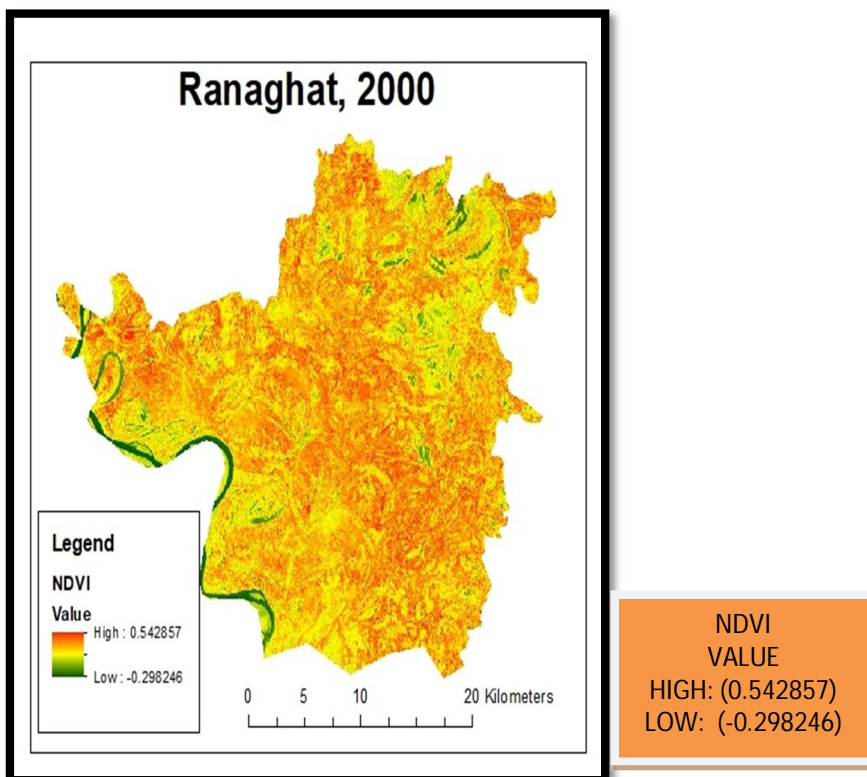 Ranaghat, 2000
Legend
NDVI
Value
High : 0.542857
Low : -0.298246
0 5 10 20 Kilometers
NDVI
VALUE
HIGH: (0.542857)
LOW: (-0.298246)